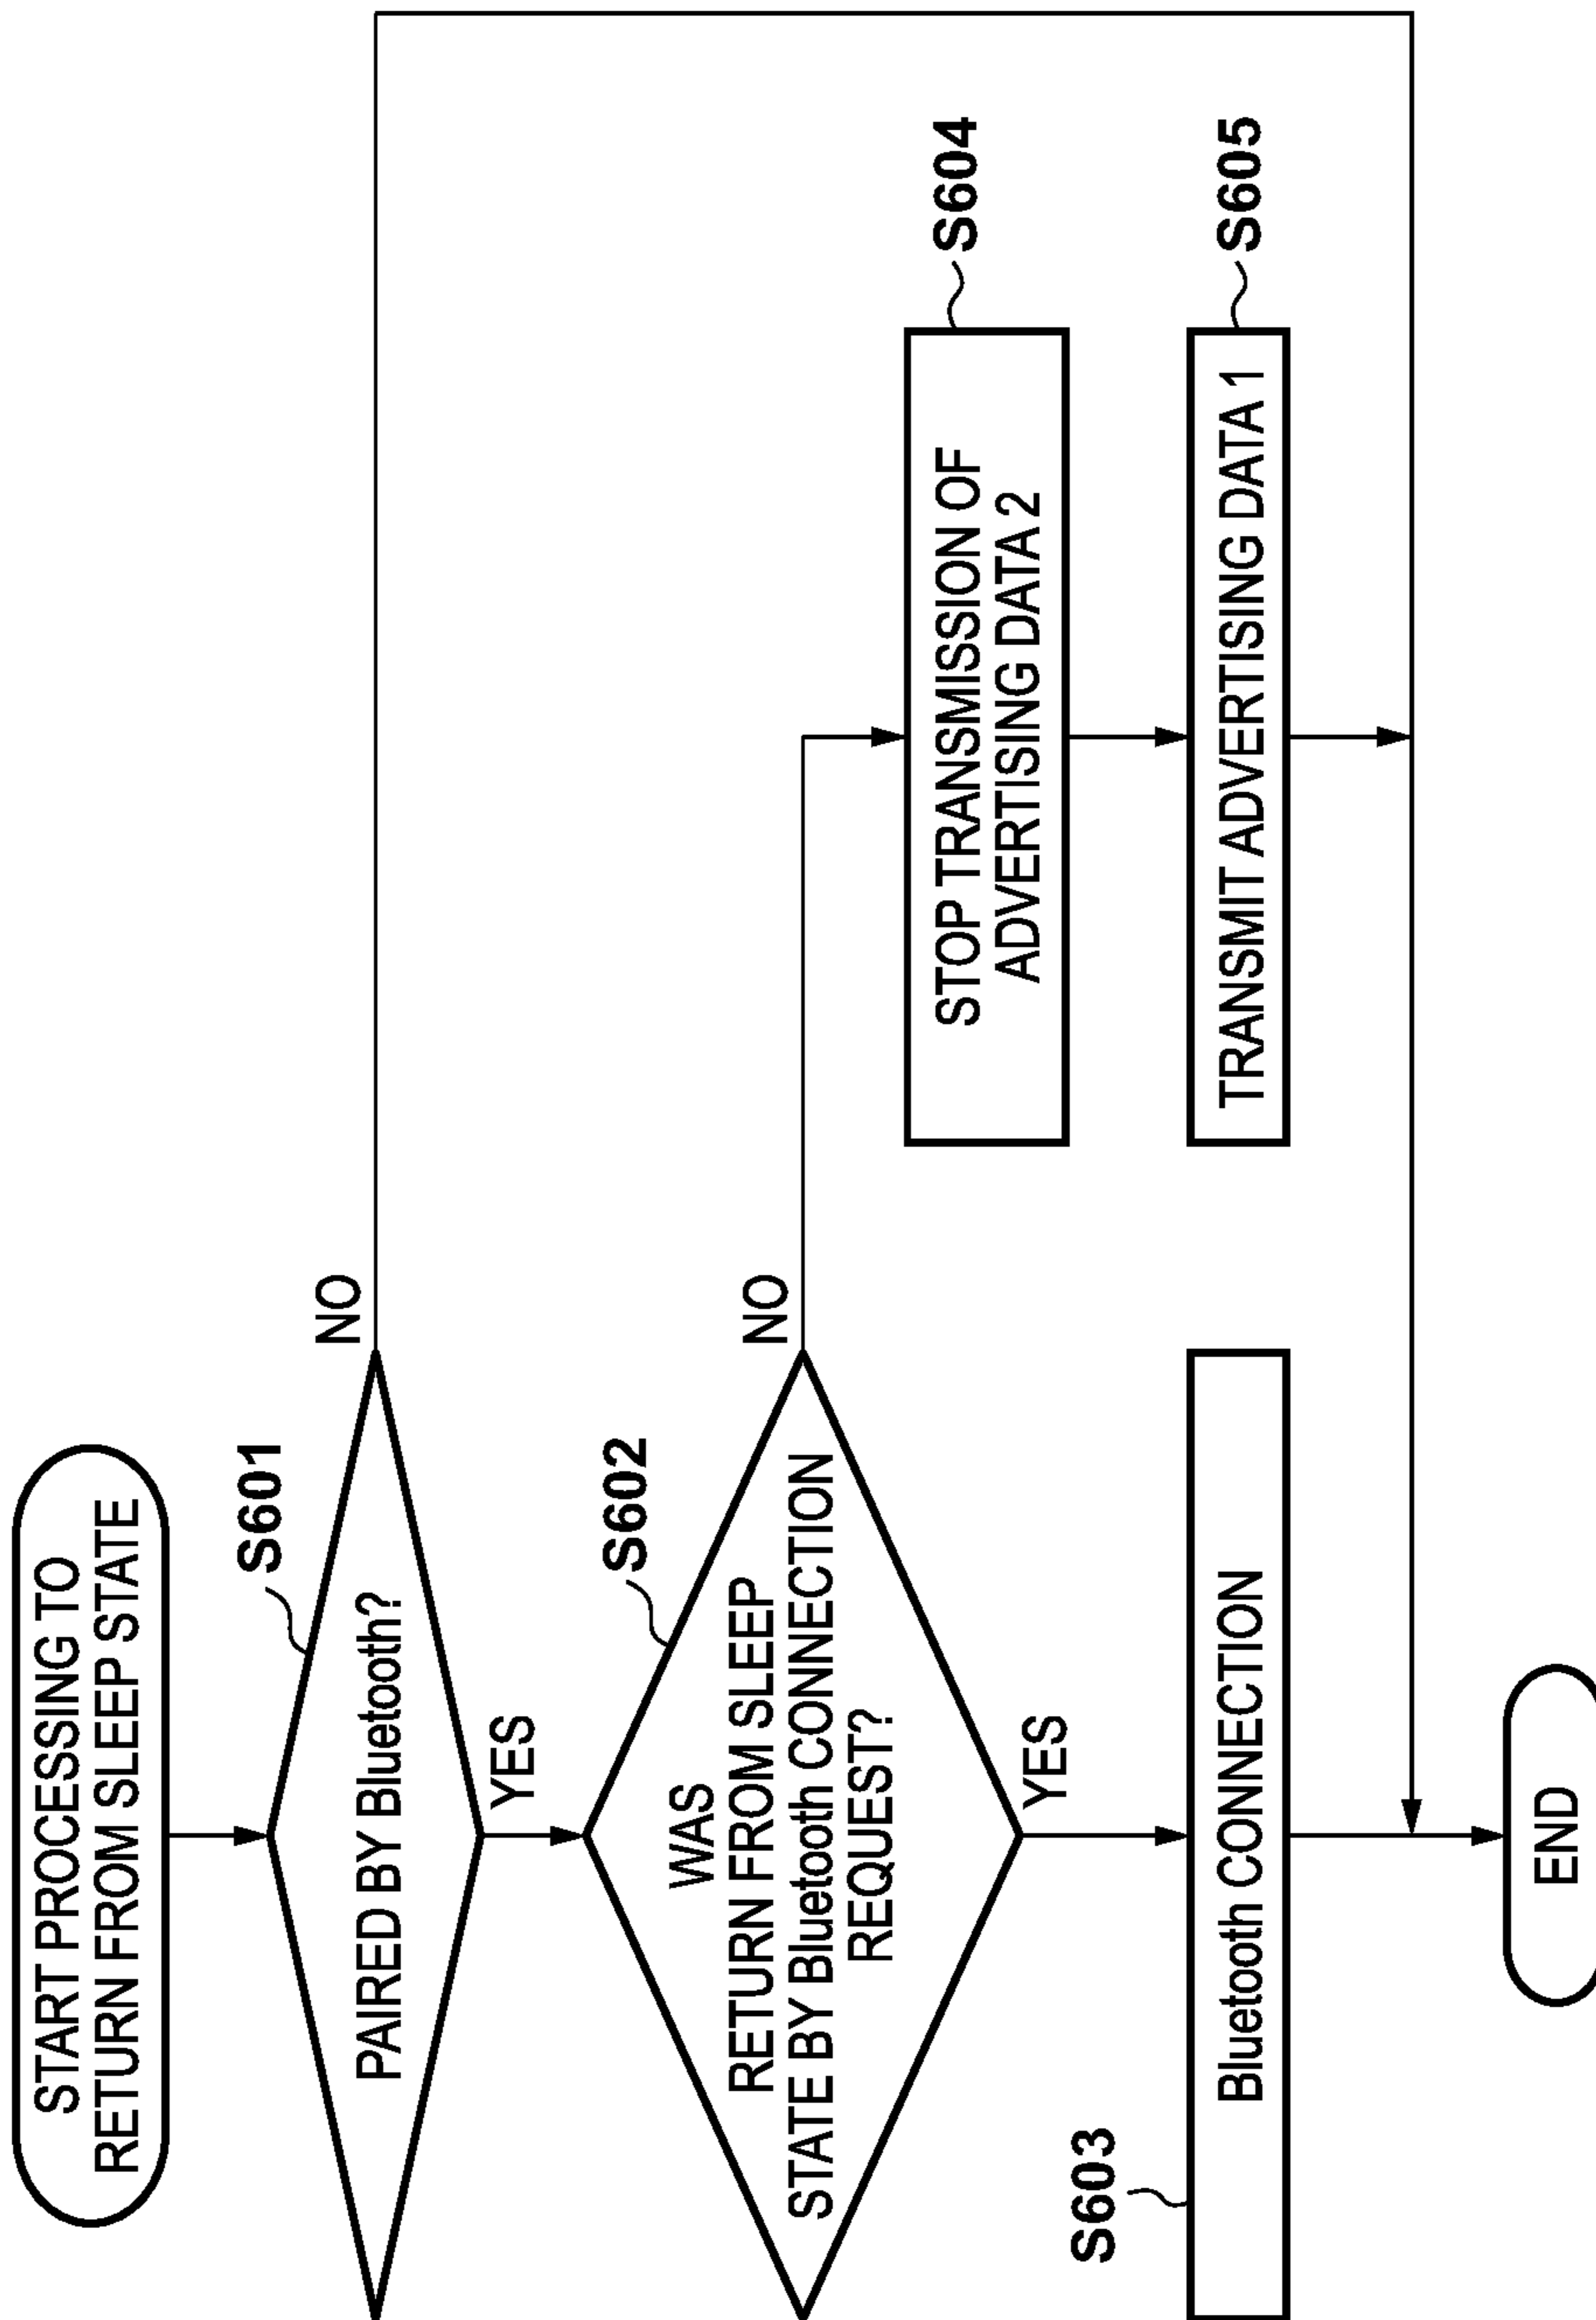 START PROCESSING TO
RETURN FROM SLEEP STATE
S601
PAIRED BY Bluetooth?
NO
YES
S602
WAS
RETURN FROM SLEEP
STATE BY Bluetooth CONNECTION
REQUEST?
NO
YES
S604
STOP TRANSMISSION OF
ADVERTISING DATA 2
S603
Bluetooth CONNECTION
S605
TRANSMIT ADVERTISING DATA 1
END